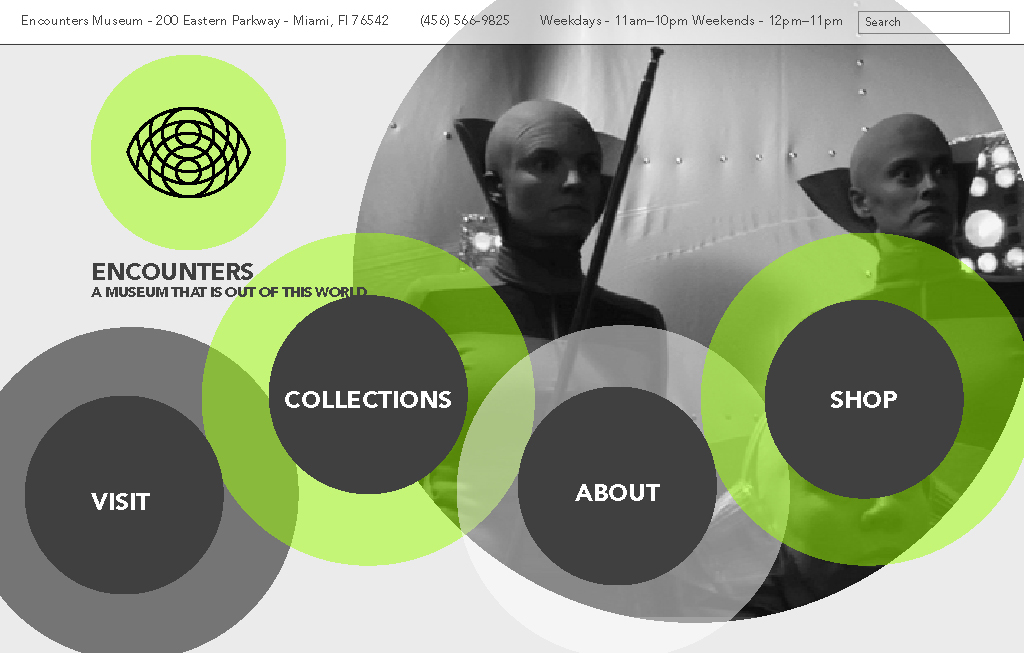 Encounters Museum - 200 Eastern Parkway - Miami, Fl 76542 (456) 566-9825 Weekdays - 11am–10pm Weekends - 12pm–11pm Search
ENCOUNTERS
A MUSEUM THAT IS OUT OF THIS WORLD
COLLECTIONS
SHOP
VISIT
ABOUT